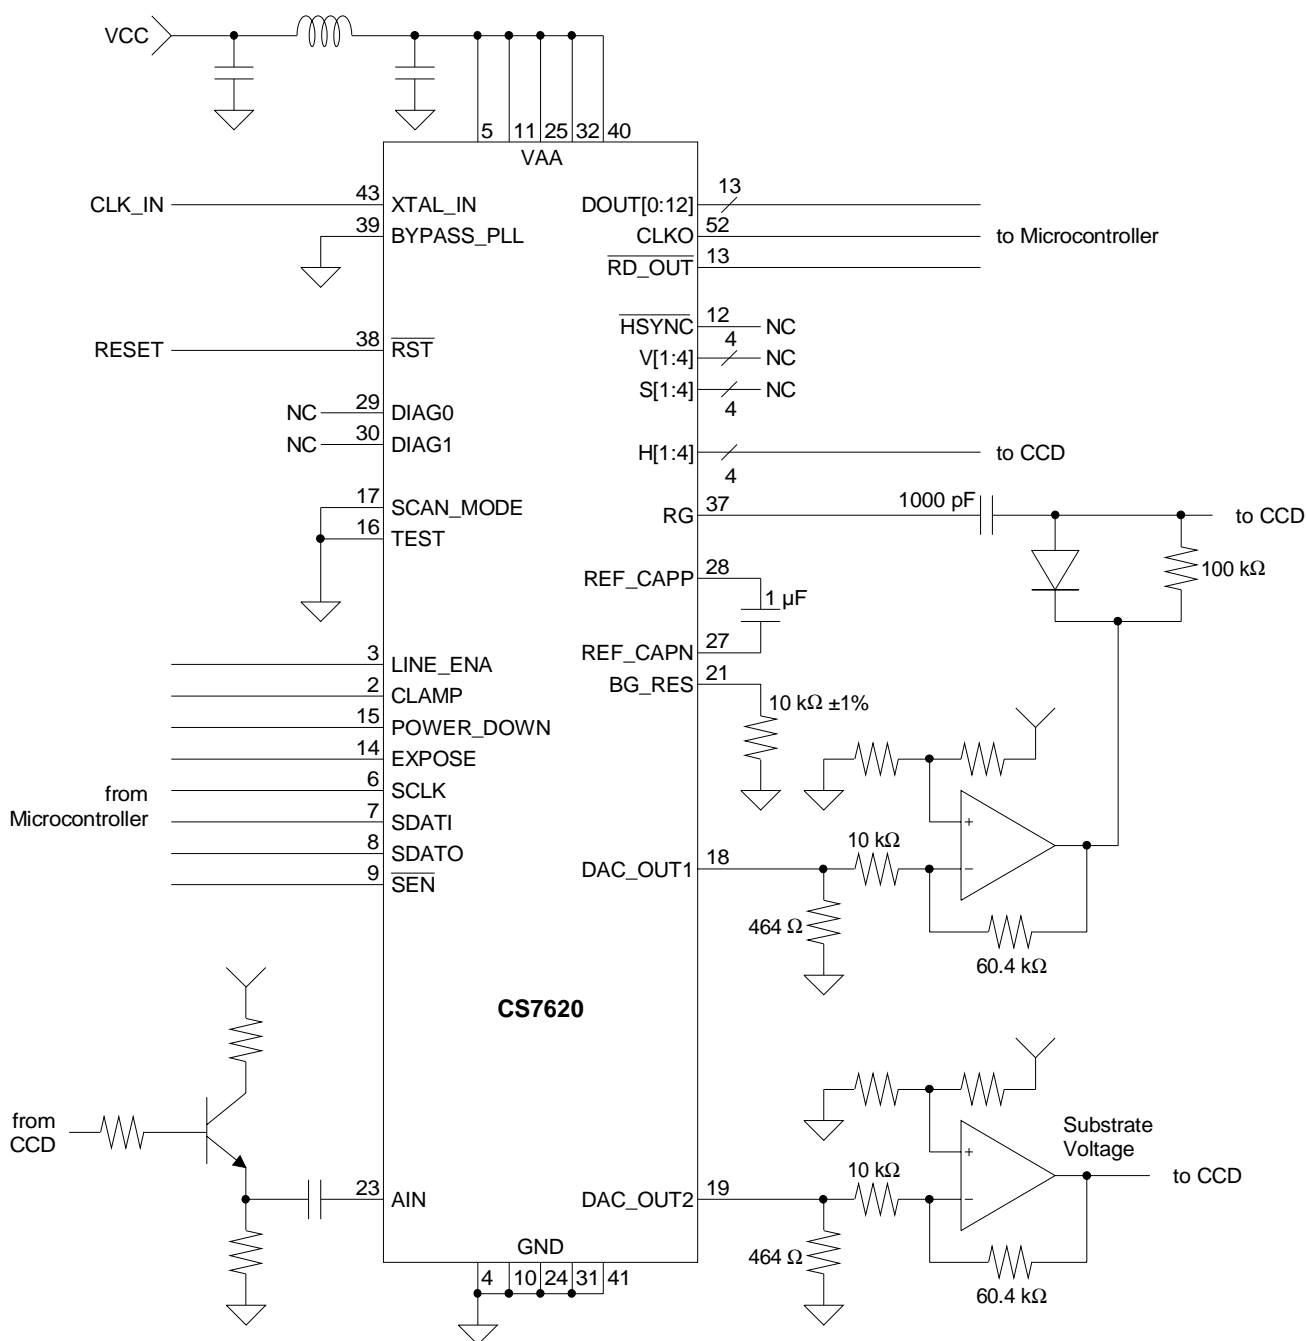 VCC
5 11 25 32 40
VAA
CLK_IN 43 XTAL_IN
39 BYPASS_PLL
RESET 38 RST
NC 29 DIAG0
NC 30 DIAG1
17 SCAN_MODE
16 TEST
3 LINE_ENA
2 CLAMP
15 POWER_DOWN
14 EXPOSE
6 SCLK
7 SDATI
8 SDATO
9 SEN
from
Microcontroller
from
CCD
23 AIN
DOUT[0:12] 13
CLKO 52
RD_OUT 13
to Microcontroller
HSYNC 12 NC
V[1:4] 4 NC
S[1:4] 4 NC
H[1:4] 4 to CCD
RG 37 1000 pF to CCD
100 kΩ
REF_CAPP 28
1 µF
REF_CAPN 27
BG_RES 21
10 kΩ ±1%
+
DAC_OUT1 18 10 kΩ −
464 Ω
60.4 kΩ
CS7620
Substrate
Voltage
+
to CCD
DAC_OUT2 19 10 kΩ −
464 Ω
60.4 kΩ
GND
4 10 24 31 41